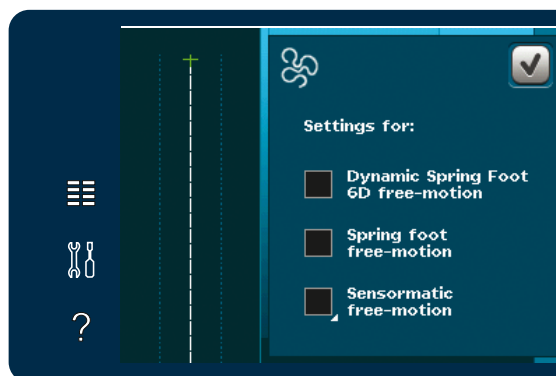 Settings for:
Dynamic Spring Foot
6D free-motion
Spring foot
free-motion
Sensormatic
free-motion
?